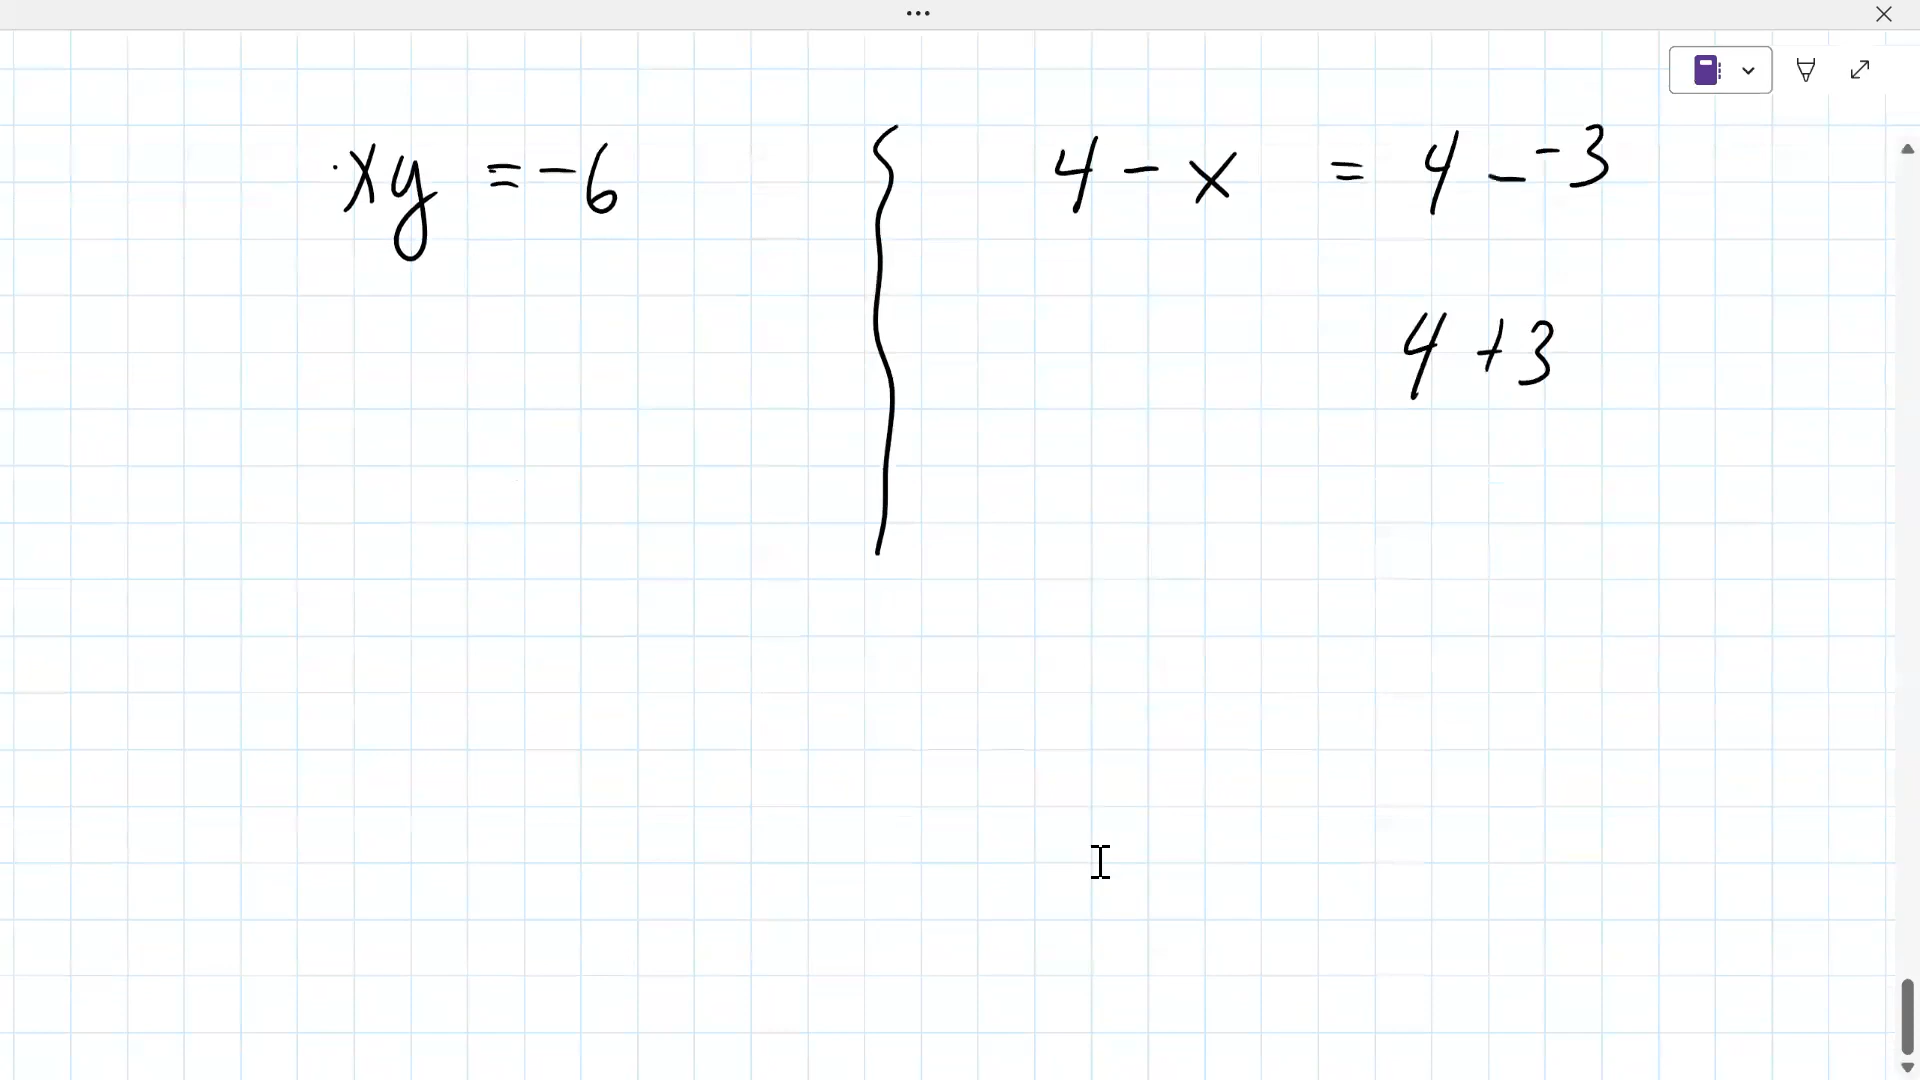 xy = -6
4 - x = 4 - -3
4 + 3